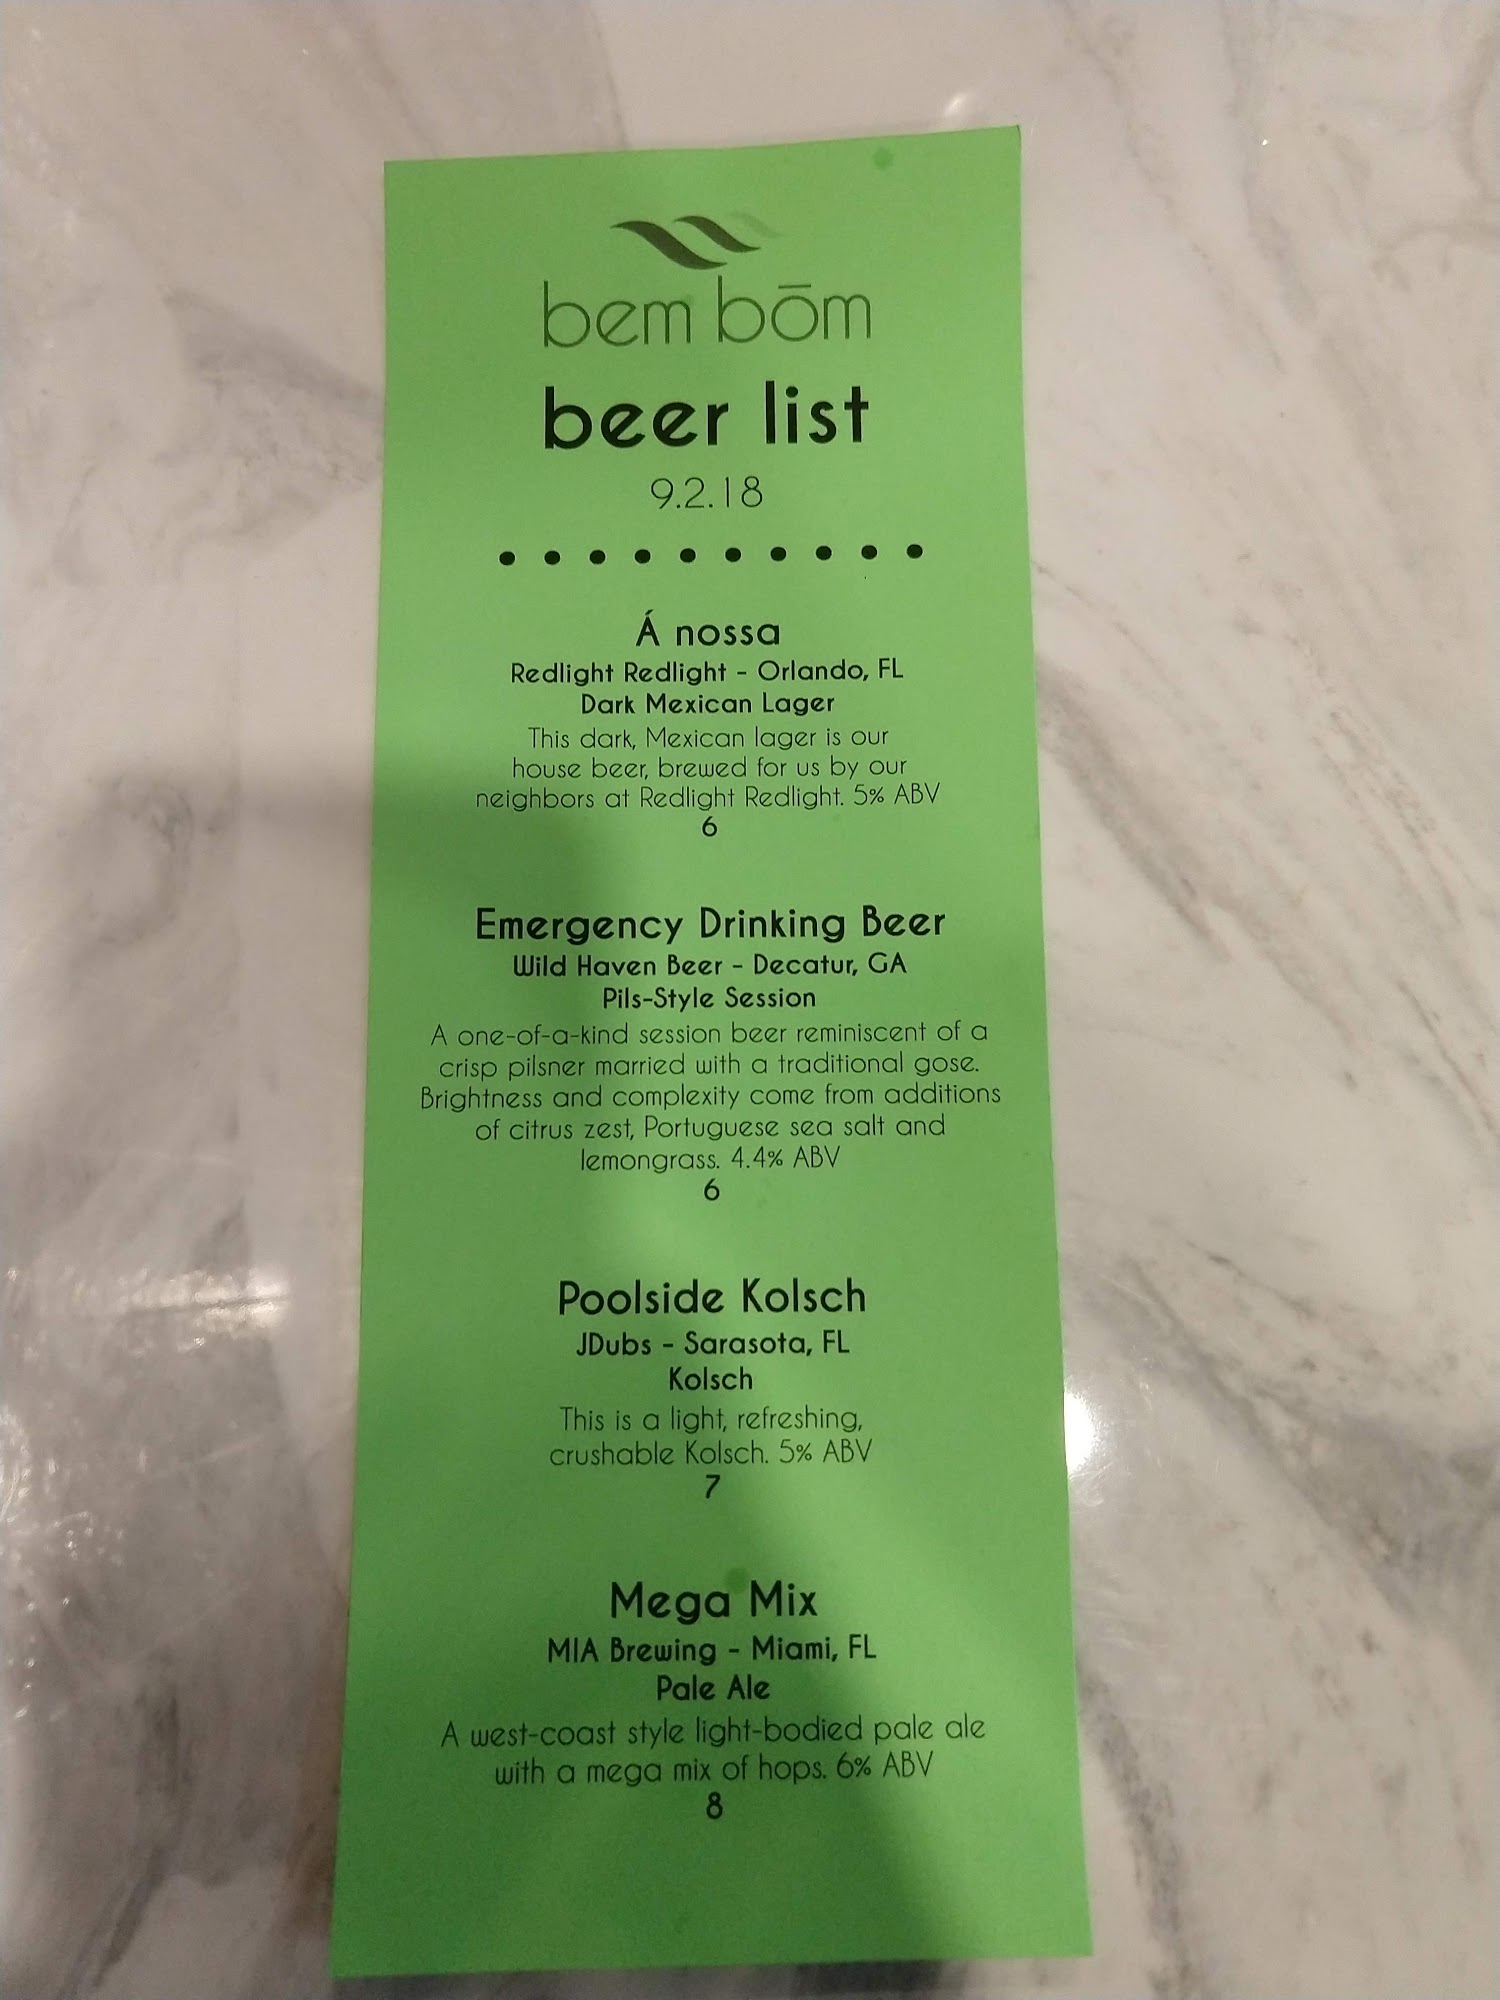 bem bōm
beer list
9.2.18
Á nossa
Redlight Redlight - Orlando, FL
Dark Mexican Lager
This dark, Mexican lager is our
house beer, brewed for us by our
neighbors at Redlight Redlight. 5% ABV
6
Emergency Drinking Beer
Wild Haven Beer - Decatur, GA
Pils-Style Session
A one-of-a-kind session beer reminiscent of a
crisp pilsner married with a traditional gose.
Brightness and complexity come from additions
of citrus zest, Portuguese sea salt and
lemongrass. 4.4% ABV
6
Poolside Kolsch
JDubs - Sarasota, FL
Kolsch
This is a light, refreshing,
crushable Kolsch. 5% ABV
7
Mega Mix
MIA Brewing - Miami, FL
Pale Ale
A west-coast style light-bodied pale ale
with a mega mix of hops. 6% ABV
8